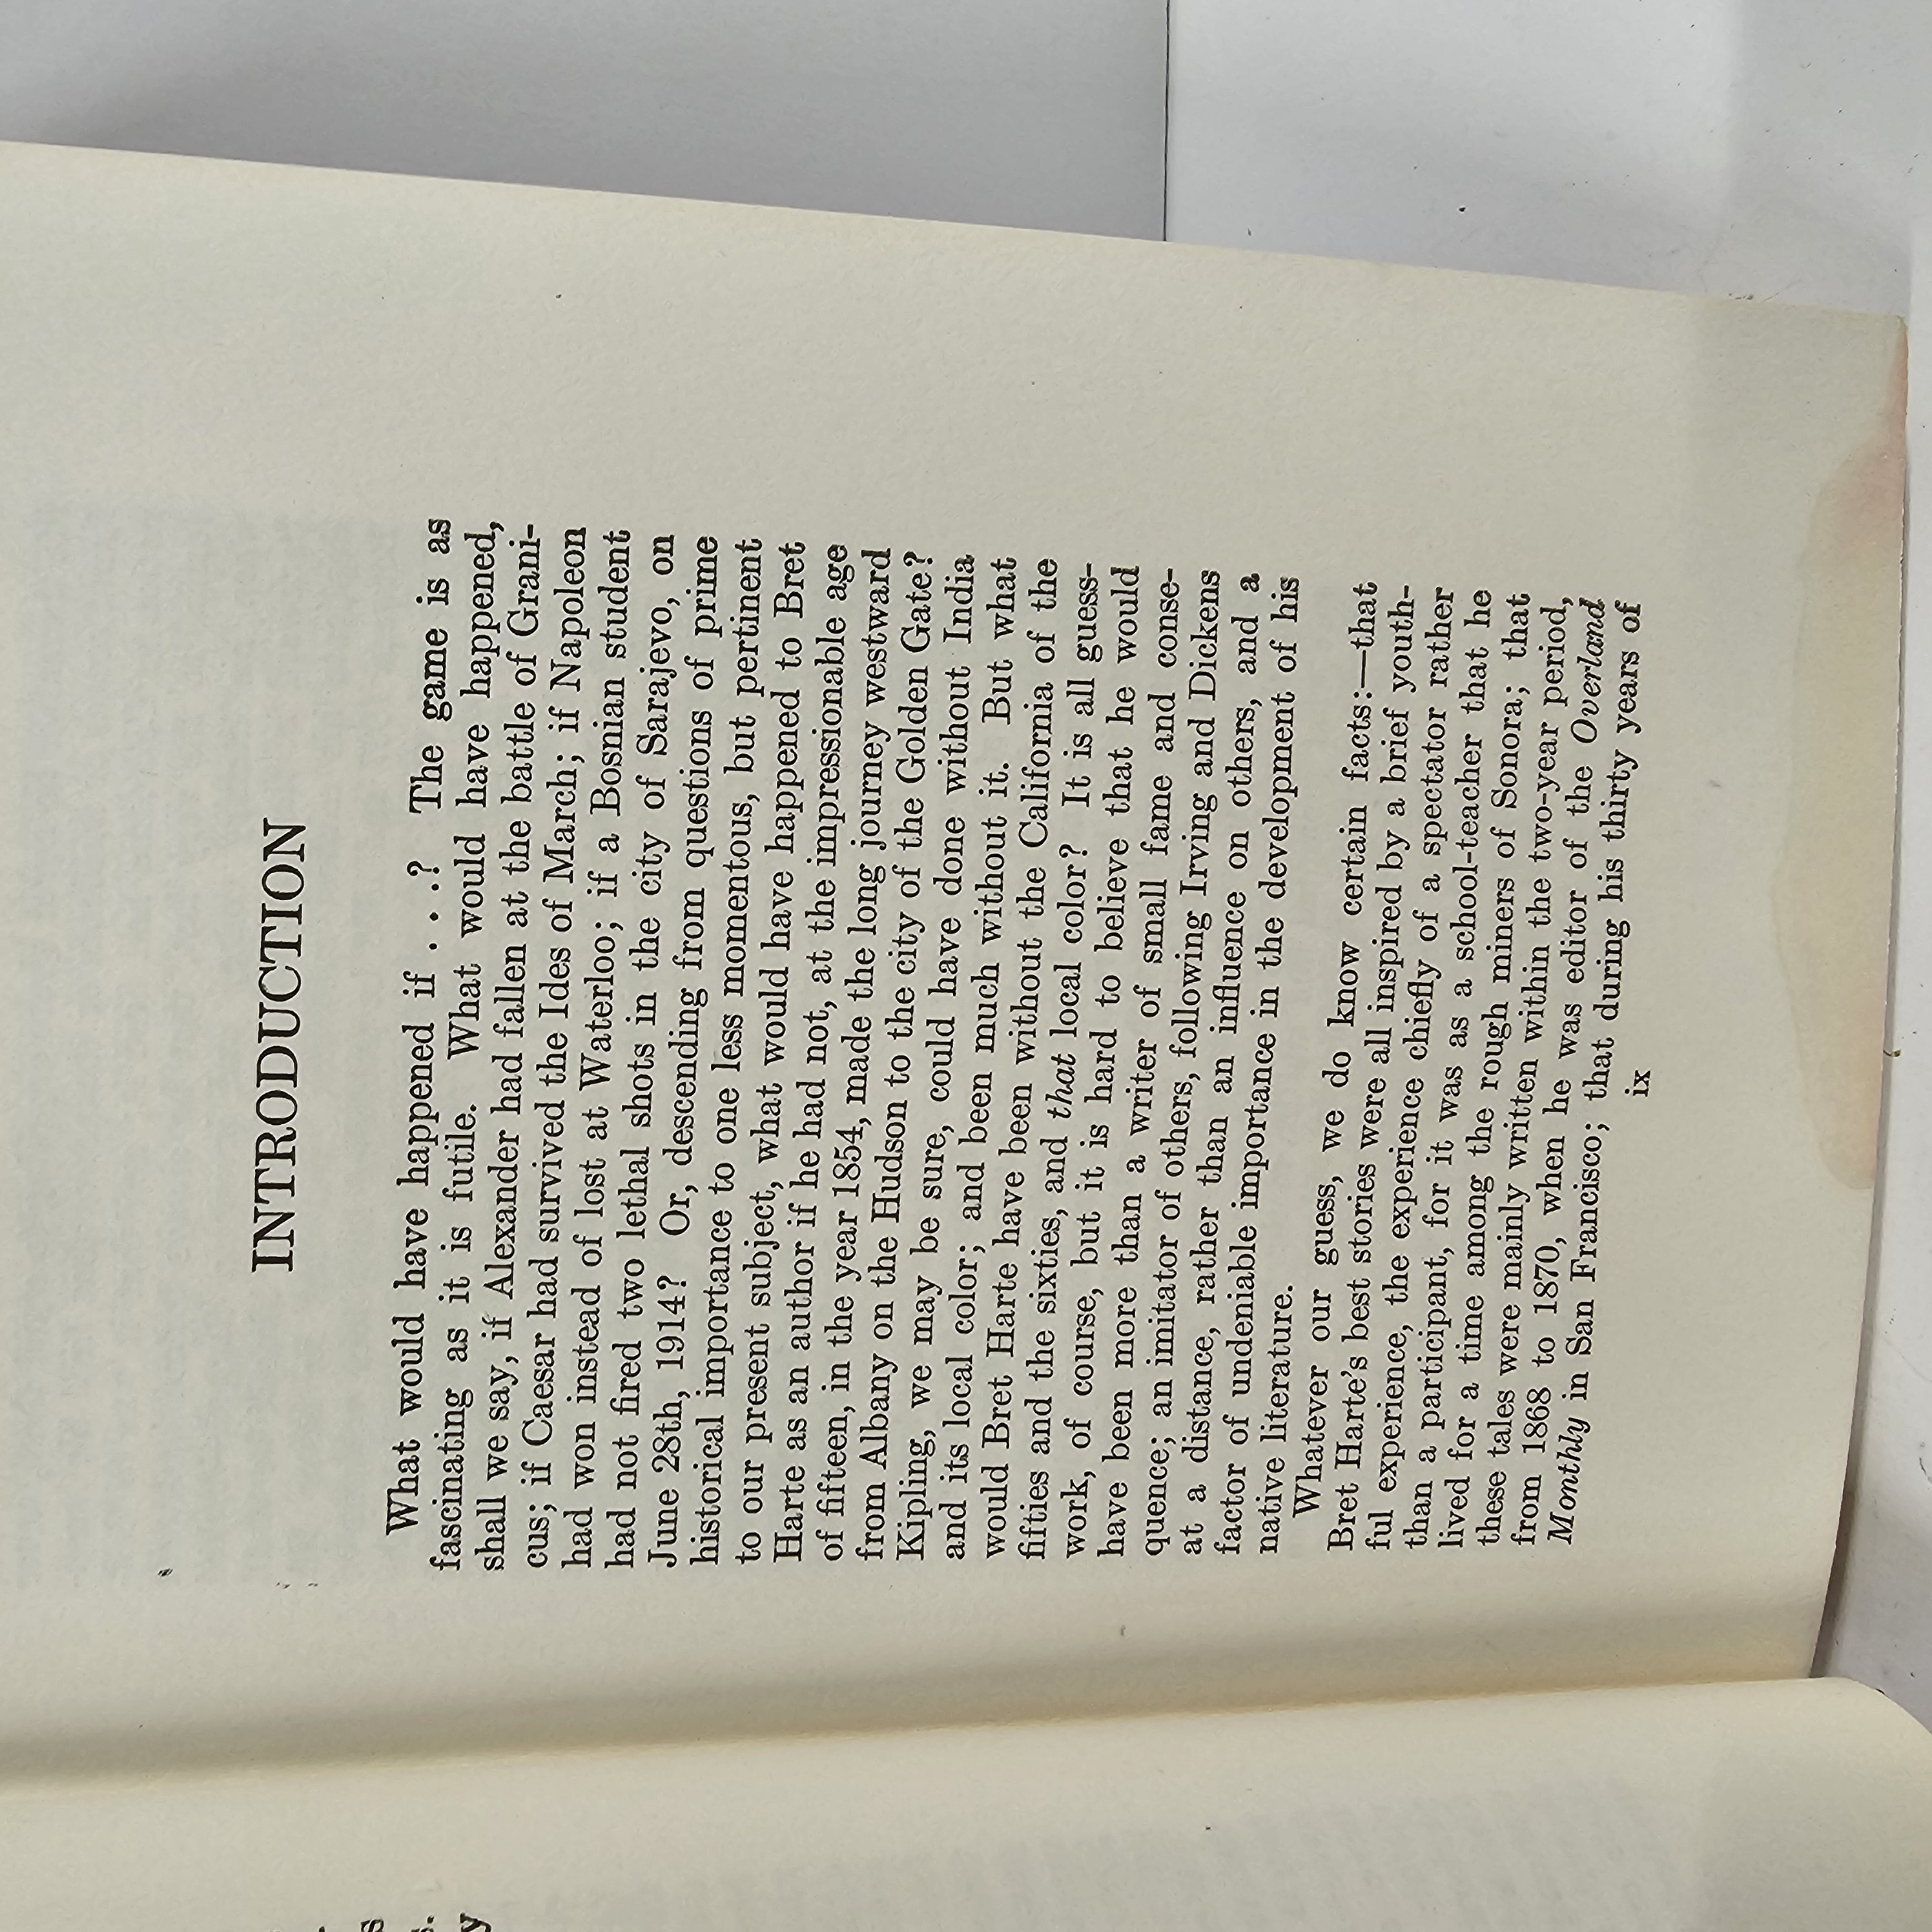 INTRODUCTION
What would have happened if . . .? The game is as
fascinating as it is futile. What would have happened,
shall we say, if Alexander had fallen at the battle of Grani-
cus; if Caesar had survived the Ides of March; if Napoleon
had won instead of lost at Waterloo; if a Bosnian student
had not fired two lethal shots in the city of Sarajevo, on
June 28th, 1914? Or, descending from questions of prime
historical importance to one less momentous, but pertinent
to our present subject, what would have happened to Bret
Harte as an author if he had not, at the impressionable age
of fifteen, in the year 1854, made the long journey westward
from Albany on the Hudson to the city of the Golden Gate?
Kipling, we may be sure, could have done without India
and its local color; and been much without it. But what
would Bret Harte have been without the California of the
fifties and the sixties, and that local color? It is all guess-
work, of course, but it is hard to believe that he would
have been more than a writer of small fame and conse-
quence; an imitator of others, following Irving and Dickens
at a distance, rather than an influence on others, and a
factor of undeniable importance in the development of his
native literature.
Whatever our guess, we do know certain facts:—that
Bret Harte's best stories were all inspired by a brief youth-
ful experience, the experience chiefly of a spectator rather
than a participant, for it was as a school-teacher that he
lived for a time among the rough miners of Sonora; that
these tales were mainly written within the two-year period,
from 1868 to 1870, when he was editor of the Overland
Monthly in San Francisco; that during his thirty years of
ix